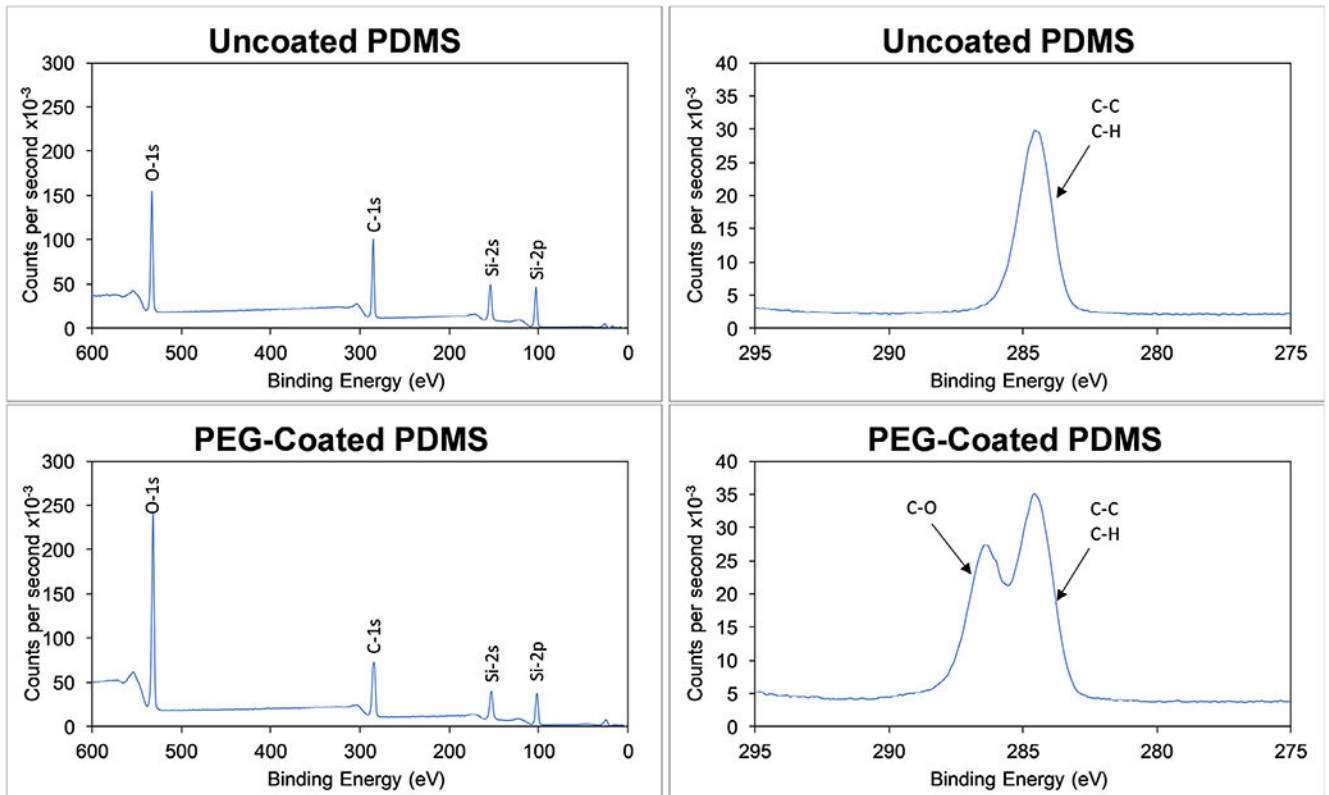 Uncoated PDMS
Counts per second x10-3
300
250
200
150
100
50
0
O-1s
C-1s
Si-2s
Si-2p
600
500
400
300
200
100
0
Binding Energy (eV)
Uncoated PDMS
Counts per second x10-3
40
35
30
25
20
15
10
5
0
C-C
C-H
295
290
285
280
275
Binding Energy (eV)
PEG-Coated PDMS
Counts per second x10-3
300
250
200
150
100
50
0
O-1s
C-1s
Si-2s
Si-2p
600
500
400
300
200
100
0
Binding Energy (eV)
PEG-Coated PDMS
Counts per second x10-3
40
35
30
25
20
15
10
5
0
C-O
C-C
C-H
295
290
285
280
275
Binding Energy (eV)